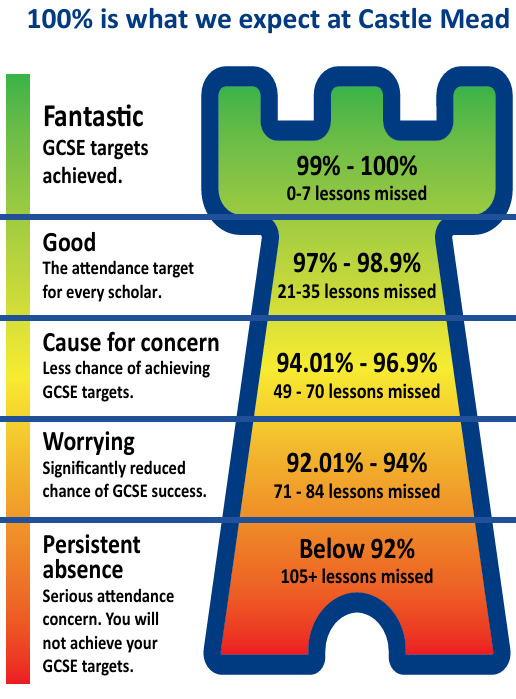 100% is what we expect at Castle Mead
Fantastic
GCSE targets
achieved.
99% - 100%
0-7 lessons missed
Good
The attendance target
for every scholar.
97% - 98.9%
21-35 lessons missed
Cause for concern
Less chance of achieving
GCSE targets.
94.01% - 96.9%
49 - 70 lessons missed
Worrying
Significantly reduced
chance of GCSE success.
92.01% - 94%
71 - 84 lessons missed
Persistent
absence
Serious attendance
concern. You will
not achieve your
GCSE targets.
Below 92%
105+ lessons missed